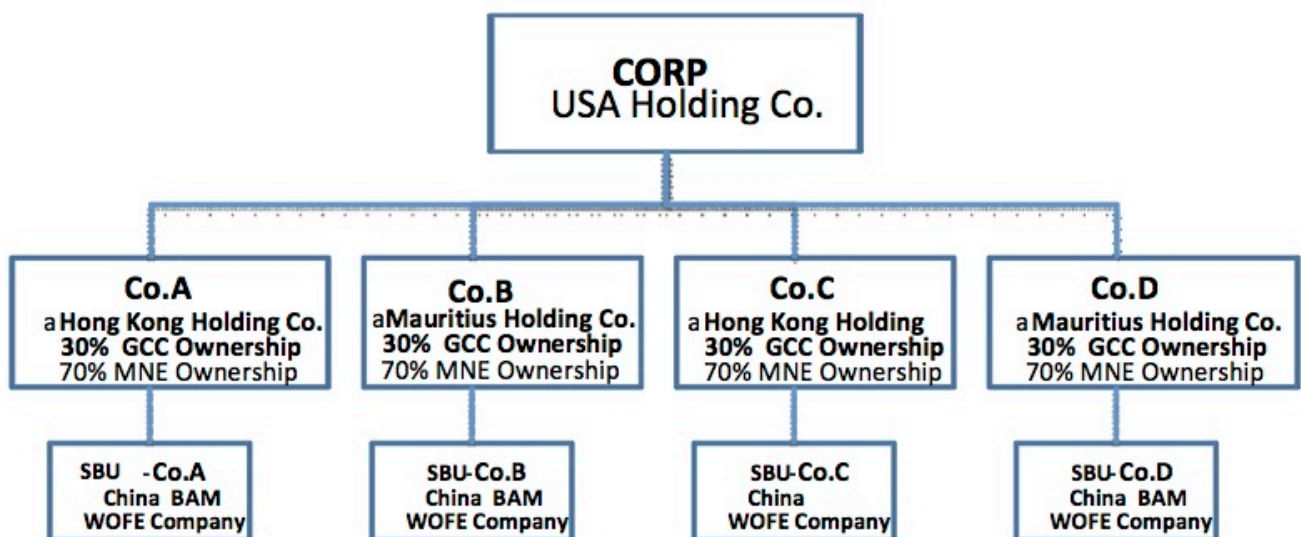 CORP
USA Holding Co.
Co.A
a Hong Kong Holding Co.
30% GCC Ownership
70% MNE Ownership
Co.B
a Mauritius Holding Co.
30% GCC Ownership
70% MNE Ownership
Co.C
a Hong Kong Holding
30% GCC Ownership
70% MNE Ownership
Co.D
a Mauritius Holding Co.
30% GCC Ownership
70% MNE Ownership
SBU -Co.A
China BAM
WOFE Company
SBU-Co.B
China BAM
WOFE Company
SBU-Co.C
China
WOFE Company
SBU-Co.D
China BAM
WOFE Company